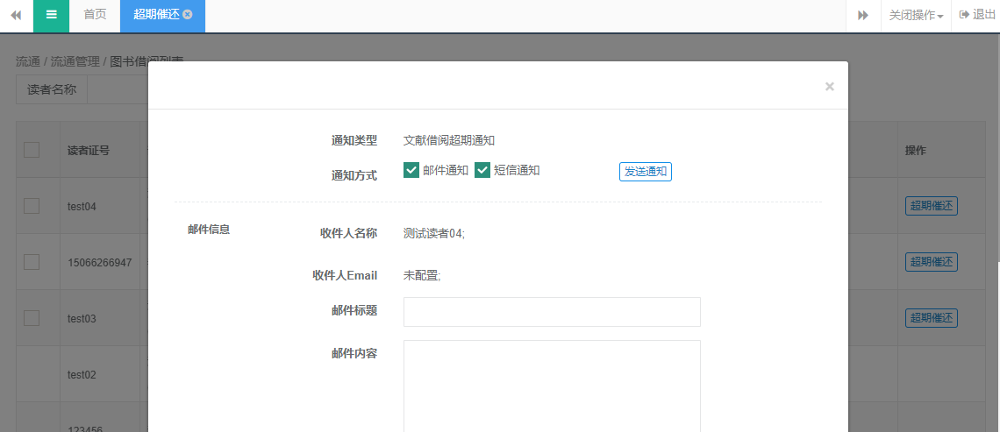 首页 超期催还 关闭操作 退出
流通 / 流通管理 / 图书借阅列表
读者名称
读者证号 操作
test04 超期催还
15066266947 超期催还
test03 超期催还
test02
123456
×
通知类型 文献借阅超期通知
通知方式 邮件通知 短信通知 发送通知
邮件信息 收件人名称 测试读者04;
收件人Email 未配置;
邮件标题
邮件内容